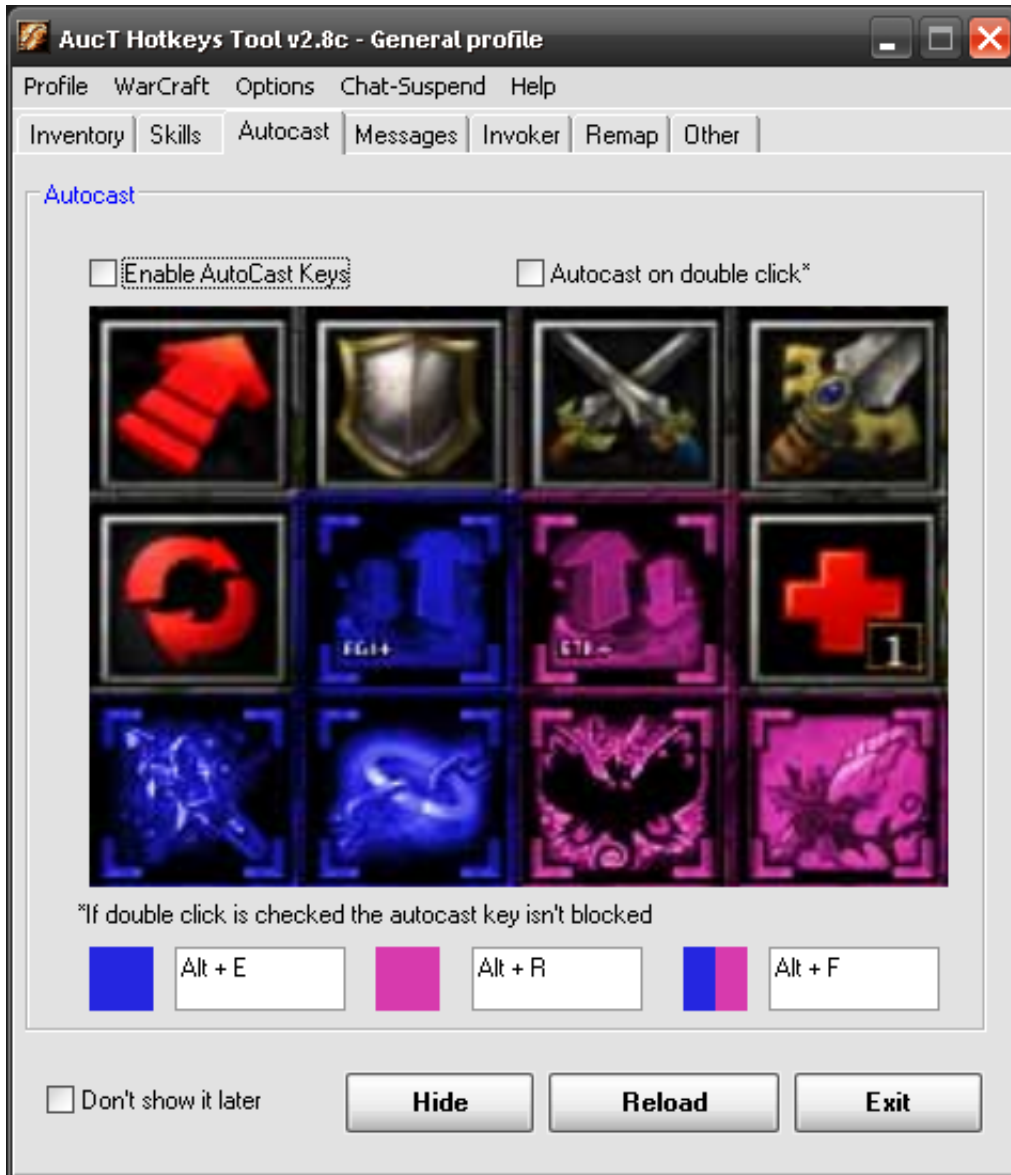 AucT Hotkeys Tool v2.8c - General profile
Profile WarCraft Options Chat-Suspend Help
Inventory Skills Autocast Messages Invoker Remap Other
Autocast
Enable AutoCast Keys Autocast on double click*
1
*If double click is checked the autocast key isn't blocked
Alt + E Alt + R Alt + F
Don't show it later Hide Reload Exit